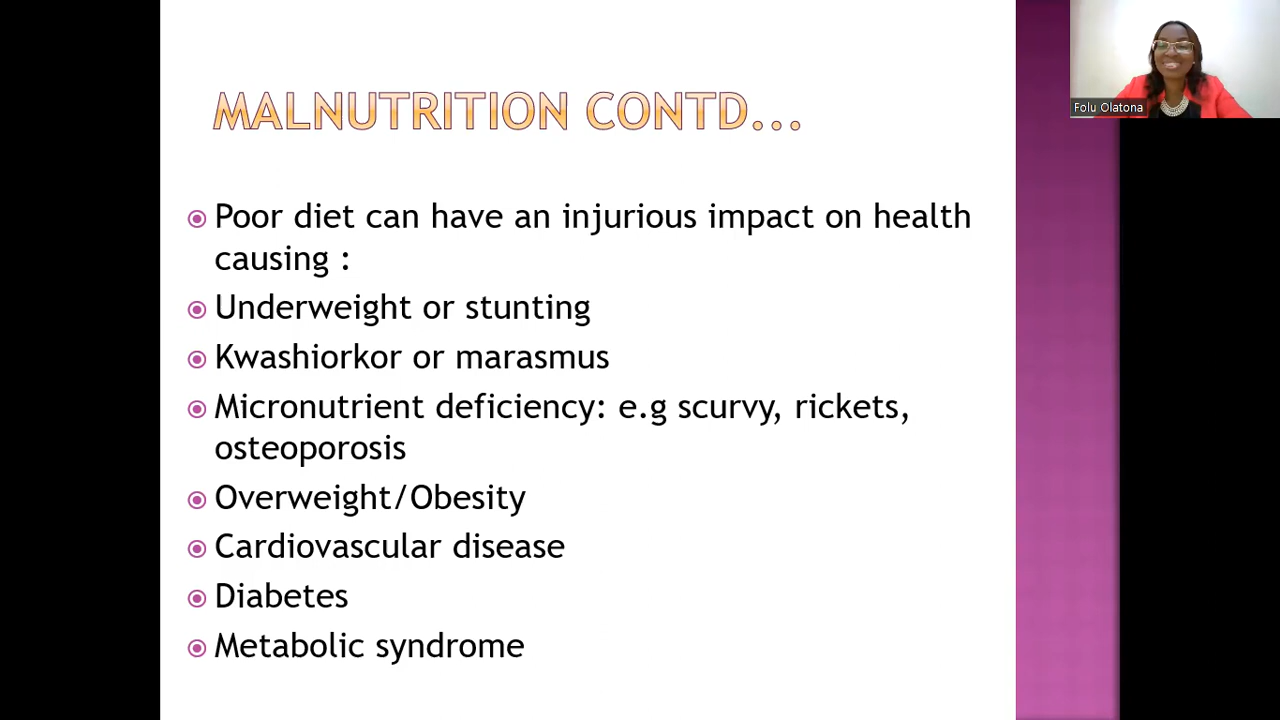 MALNUTRITION CONTD...
Poor diet can have an injurious impact on health
causing :
Underweight or stunting
Kwashiorkor or marasmus
Micronutrient deficiency: e.g scurvy, rickets,
osteoporosis
Overweight/Obesity
Cardiovascular disease
Diabetes
Metabolic syndrome
Folu Olatona